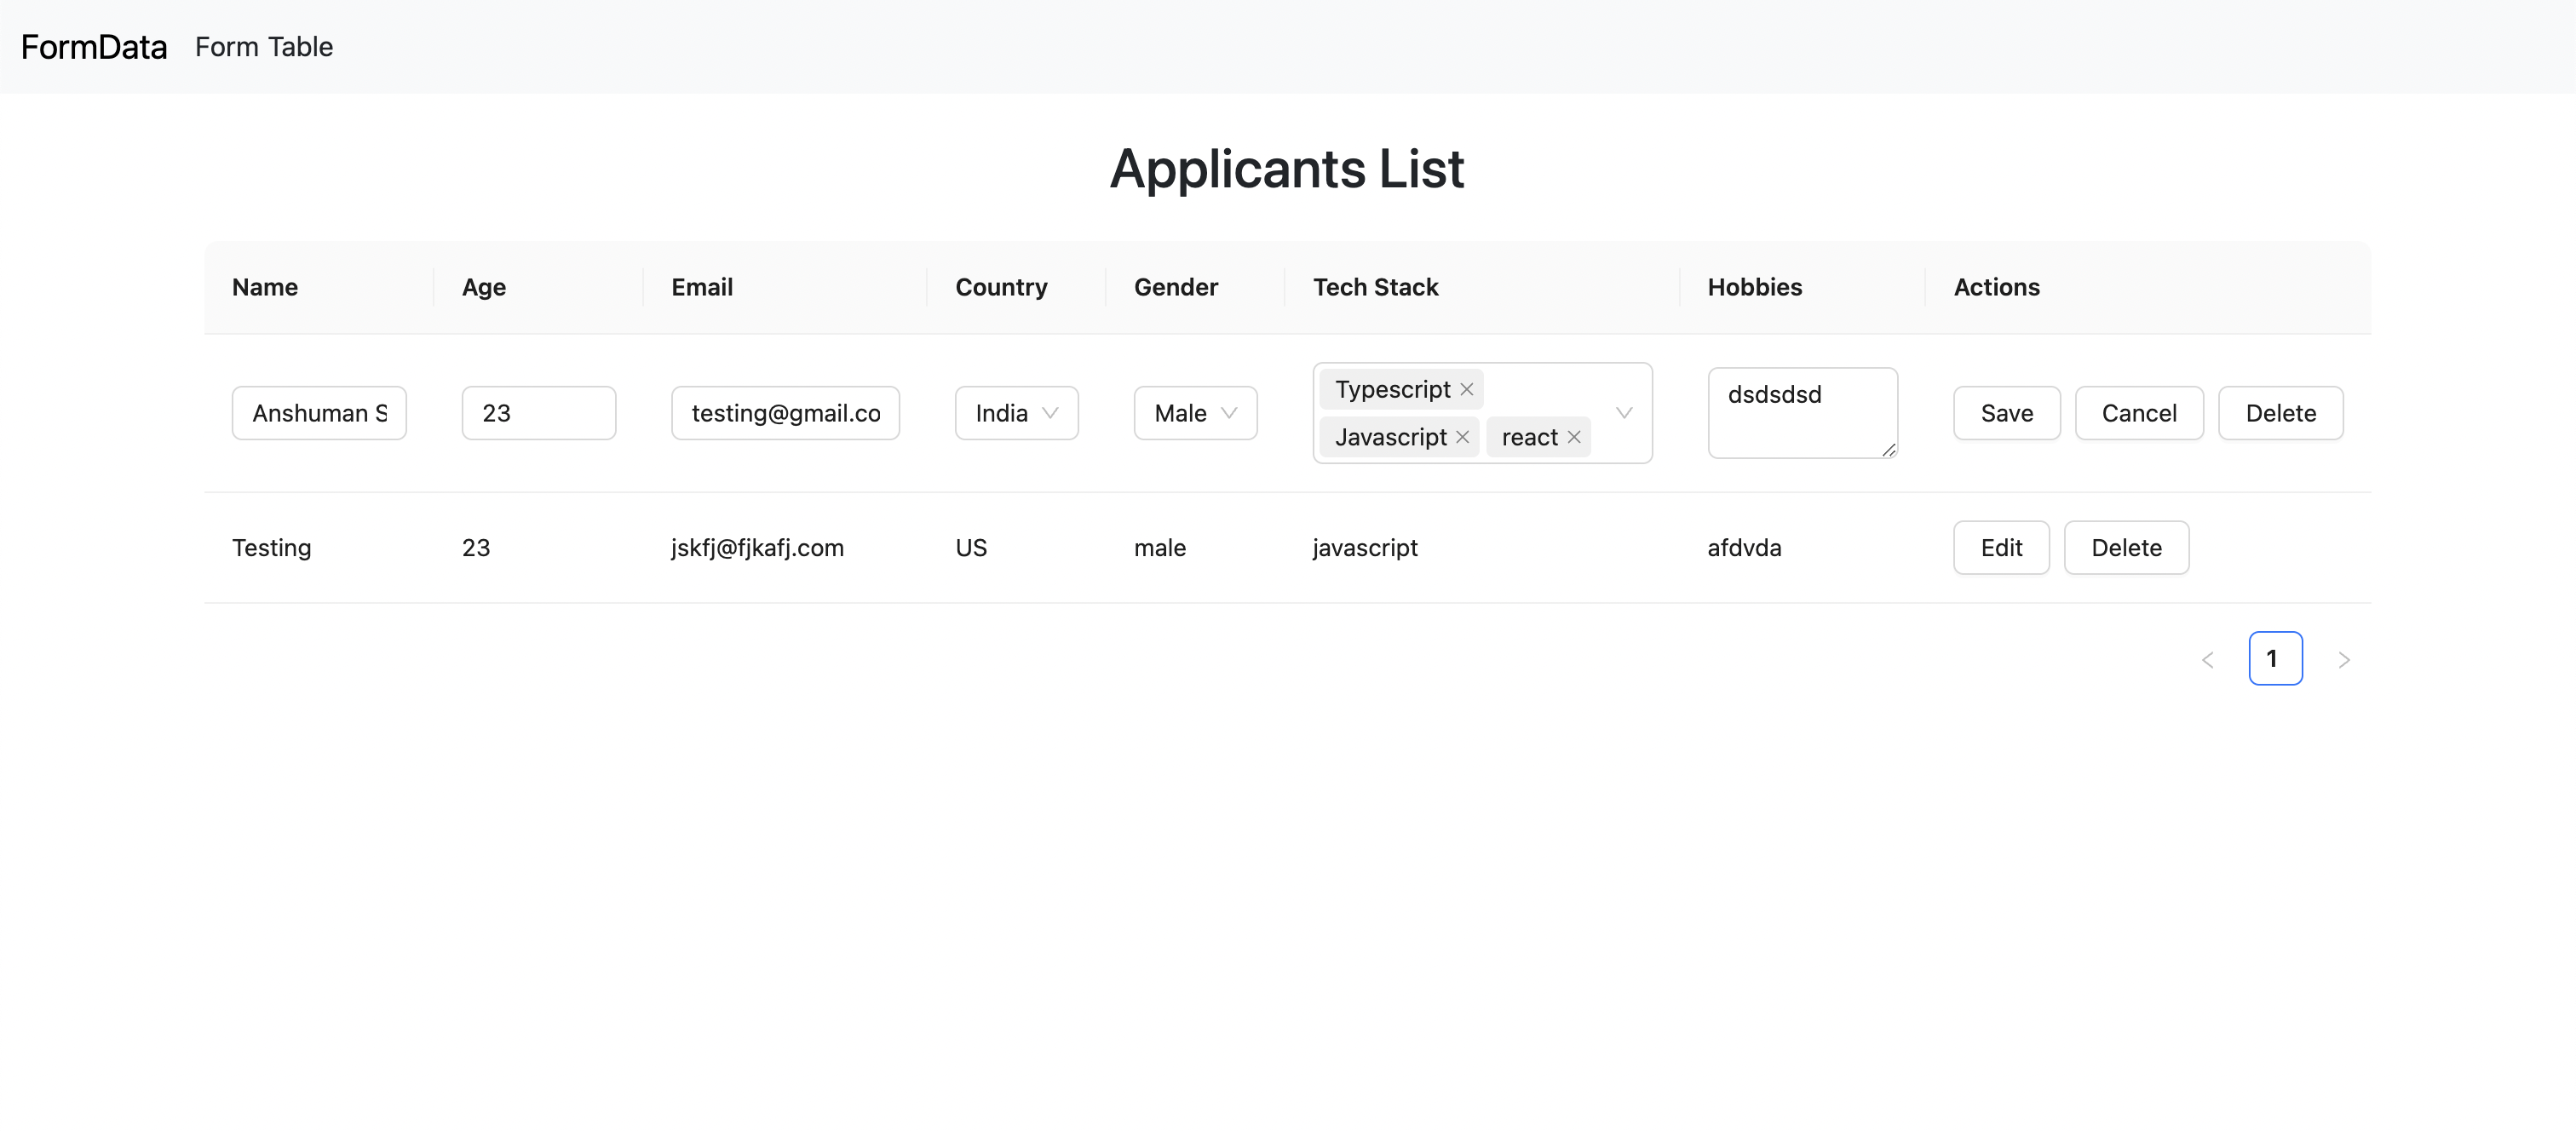 FormData Form Table
Applicants List
Name Age Email Country Gender Tech Stack Hobbies Actions
Anshuman S 23 testing@gmail.co India Male Typescript Javascript react dsdsdsd Save Cancel Delete
Testing 23 jskfj@fjkafj.com US male javascript afdvda Edit Delete
1